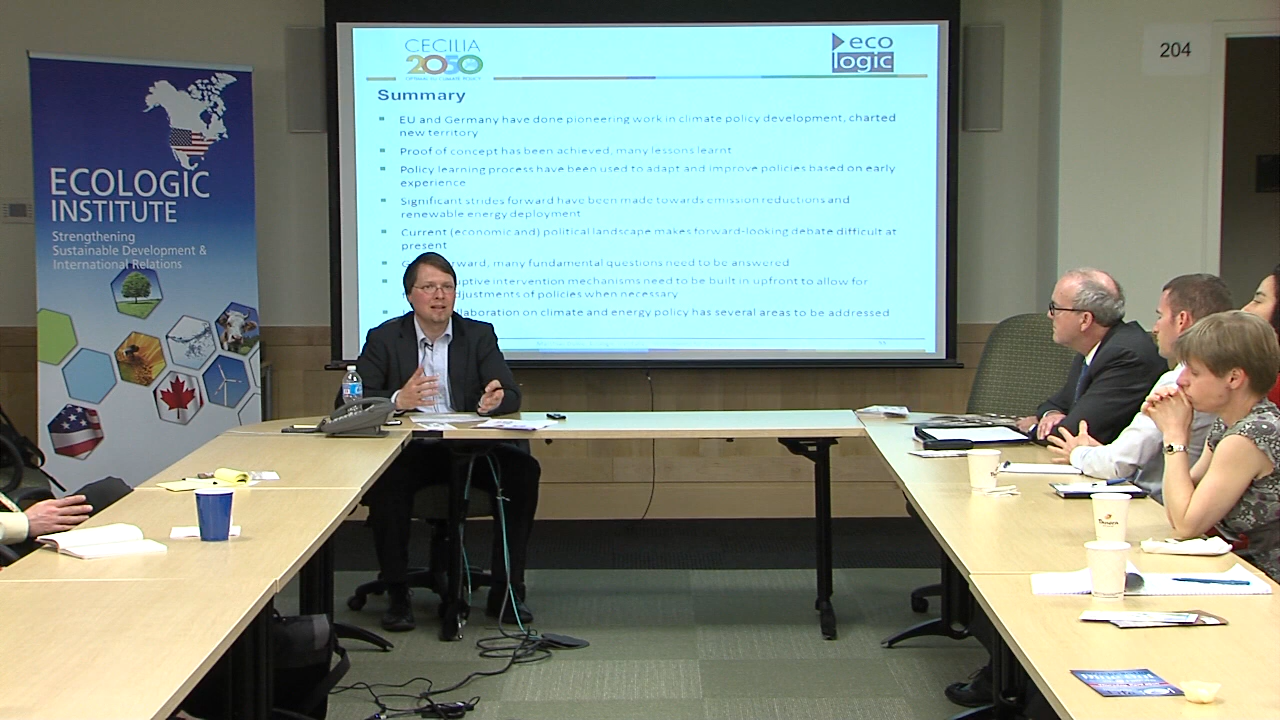 CECILIA
2050
eco
logic
204
Summary
EU and Germany have done pioneering work in climate policy development, charted
new territory
Proof of concept has been achieved, many lessons learnt
Policy learning process have been used to adapt and improve policies based on early
experience
Significant strides forward have been made towards emission reductions and
renewable energy deployment
Current (economic and) political landscape makes forward-looking debate difficult at
present
many fundamental questions need to be answered
intervention mechanisms need to be built in upfront to allow for
adjustments of policies when necessary
on climate and energy policy has several areas to be addressed
ECOLOGIC
INSTITUTE
Strengthening
Sustainable Development &
International Relations